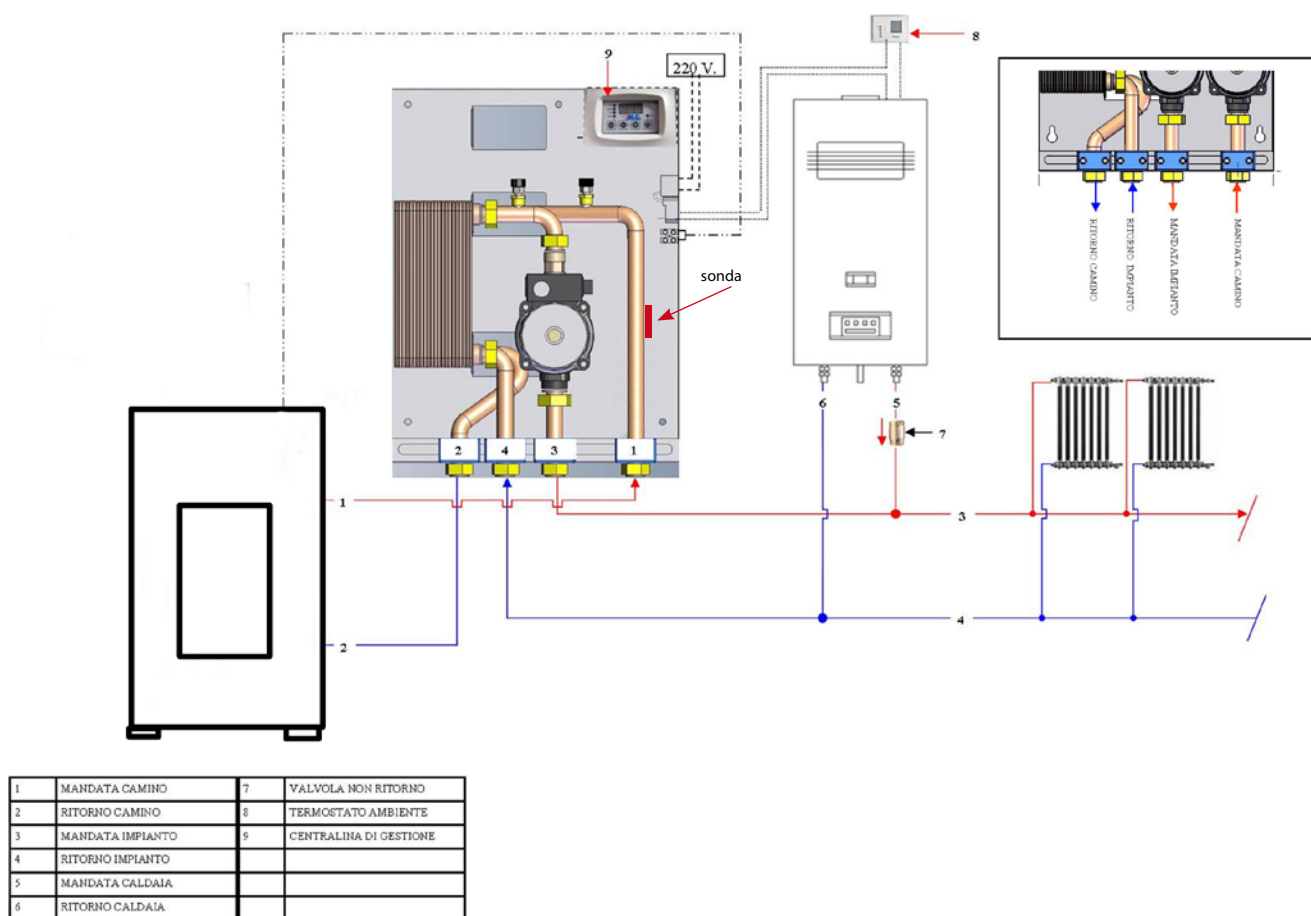 9
220 V.
8
sonda
RITORNO CAMINO
RITORNO IMPIANTO
MANDATA IMPIANTO
MANDATA CAMINO
6
5
7
2 4 3 1
1
3
4
2
1 MANDATA CAMINO 7 VALVOLA NON RITORNO
2 RITORNO CAMINO 8 TERMOSTATO AMBIENTE
3 MANDATA IMPIANTO 9 CENTRALINA DI GESTIONE
4 RITORNO IMPIANTO
5 MANDATA CALDAIA
6 RITORNO CALDAIA